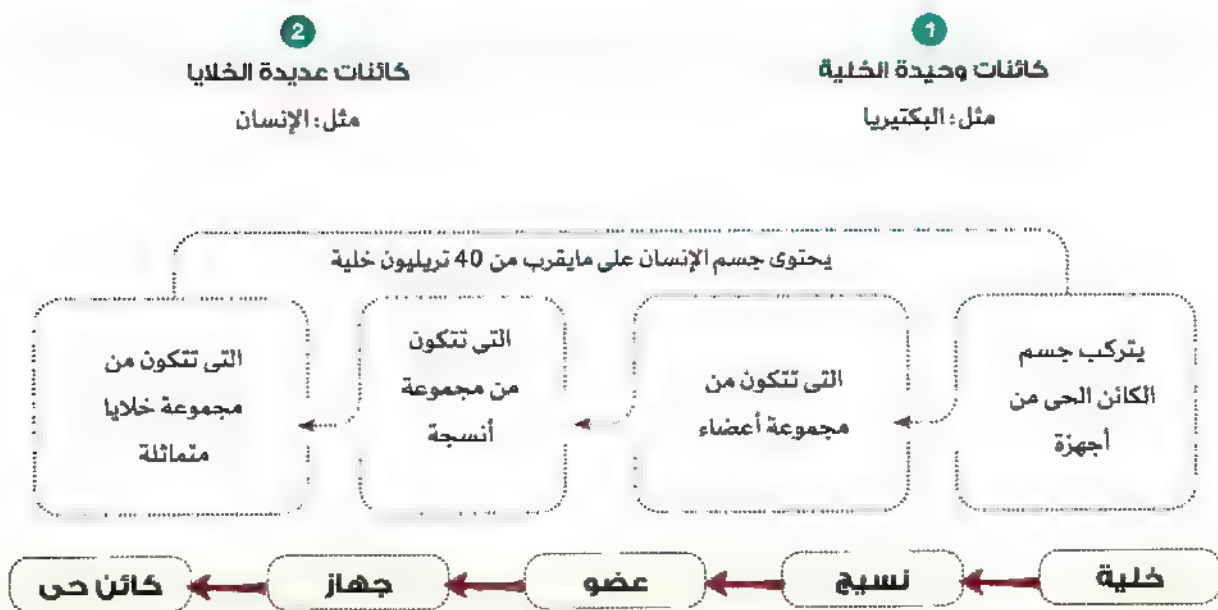 1
كائنات وحيدة الخلية
مثل: البكتيريا
2
كائنات عديدة الخلايا
مثل: الإنسان
يحتوى جسم الإنسان على مايقرب من 40 تريليون خلية
يتركب جسم
الكائن الحى من
أجهزة
التى تتكون من
مجموعة أعضاء
التى تتكون
من مجموعة
أنسجة
التى تتكون من
مجموعة خلايا
متماثلة
خلية
نسيج
عضو
جهاز
كائن حى